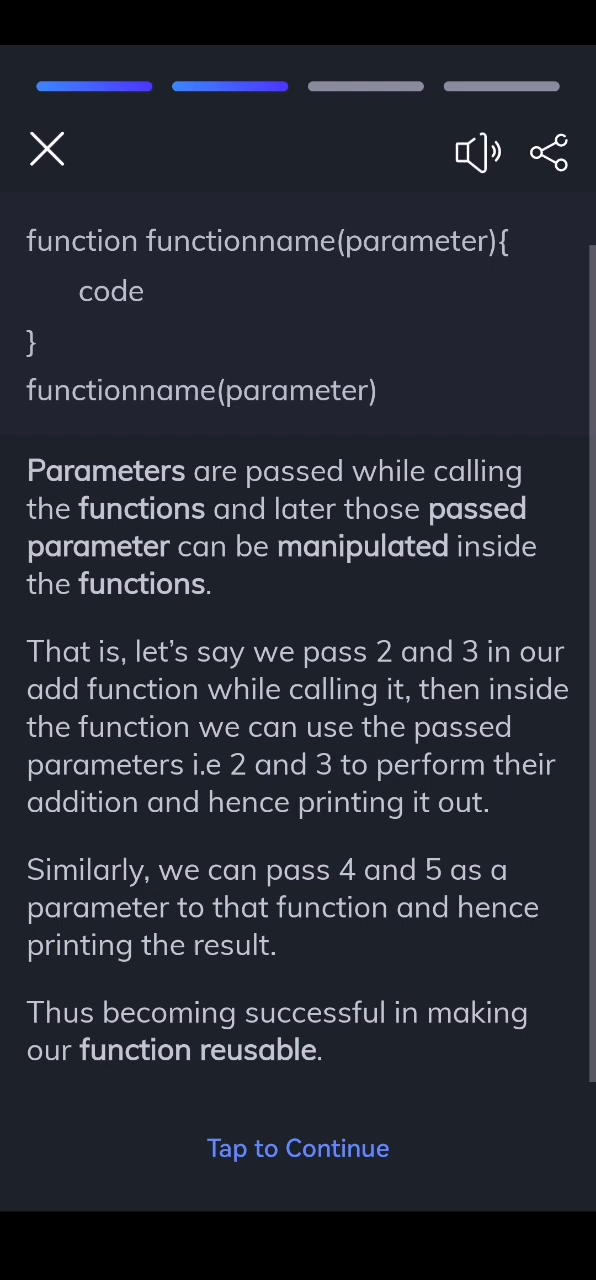 function functionname(parameter){
code
}
functionname(parameter)
Parameters are passed while calling
the functions and later those passed
parameter can be manipulated inside
the functions.
That is, let’s say we pass 2 and 3 in our
add function while calling it, then inside
the function we can use the passed
parameters i.e 2 and 3 to perform their
addition and hence printing it out.
Similarly, we can pass 4 and 5 as a
parameter to that function and hence
printing the result.
Thus becoming successful in making
our function reusable.
Tap to Continue